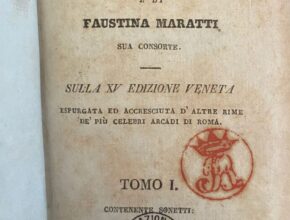 E DI
FAUSTINA MARATTI
SUA CONSORTE.
SULLA XV EDIZIONE VENETA
ESPURGATA ED ACCRESCIUTA D'ALTRE RIME
DE' PIÙ CELEBRI ARCADI DI ROMA.
TOMO I.
CONTENENTE SONETTI: